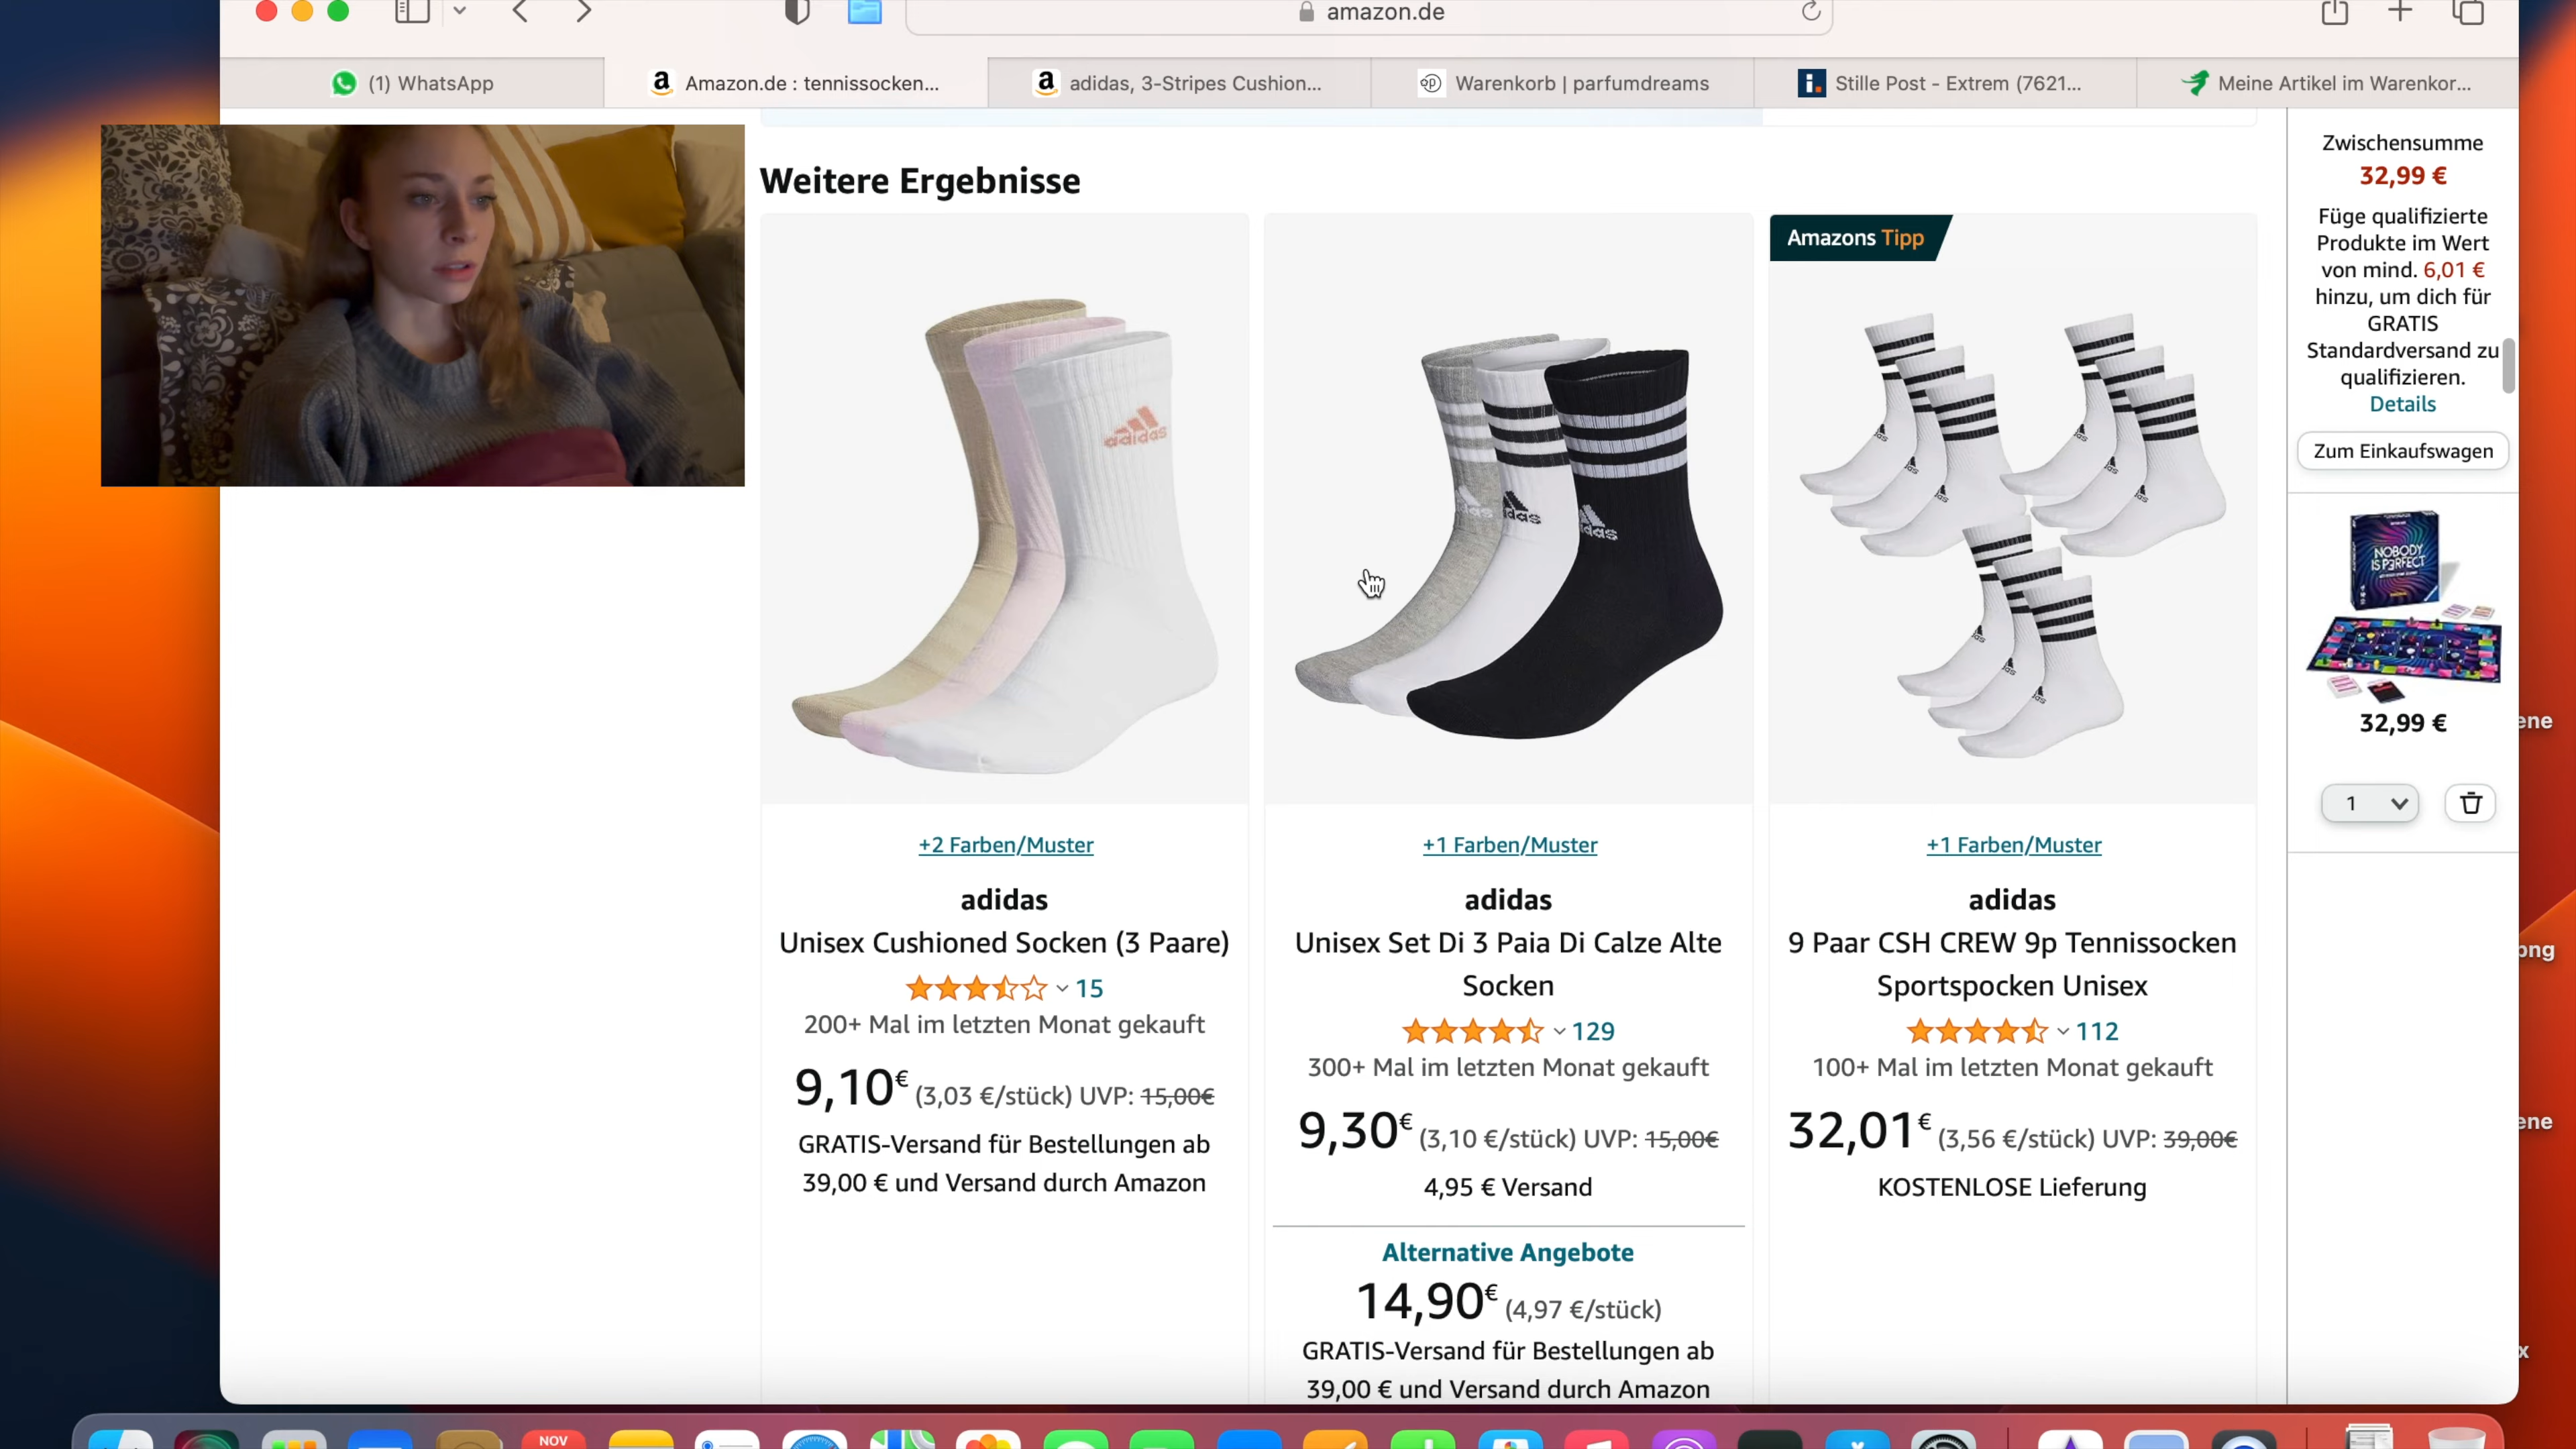 amazon.de
(1) WhatsApp
Amazon.de : tennissocken...
adidas, 3-Stripes Cushion...
Warenkorb | parfumdreams
Stille Post - Extrem (7621...
Meine Artikel im Warenkor...
Weitere Ergebnisse
Amazons Tipp
adidas
+2 Farben/Muster
adidas
Unisex Cushioned Socken (3 Paare)
15
200+ Mal im letzten Monat gekauft
9,10€ (3,03 €/stück) UVP: 15,00€
GRATIS-Versand für Bestellungen ab
39,00 € und Versand durch Amazon
+1 Farben/Muster
adidas
Unisex Set Di 3 Paia Di Calze Alte
Socken
129
300+ Mal im letzten Monat gekauft
9,30€ (3,10 €/stück) UVP: 15,00€
4,95 € Versand
Alternative Angebote
14,90€ (4,97 €/stück)
GRATIS-Versand für Bestellungen ab
39,00 € und Versand durch Amazon
+1 Farben/Muster
adidas
9 Paar CSH CREW 9p Tennissocken
Sportspocken Unisex
112
100+ Mal im letzten Monat gekauft
32,01€ (3,56 €/stück) UVP: 39,00€
KOSTENLOSE Lieferung
Zwischensumme
32,99 €
Füge qualifizierte
Produkte im Wert
von mind. 6,01 €
hinzu, um dich für
GRATIS
Standardversand zu
qualifizieren.
Details
Zum Einkaufswagen
NOBODY
IS PERFECT
32,99 €
1
ene
png
ene
x
NOV